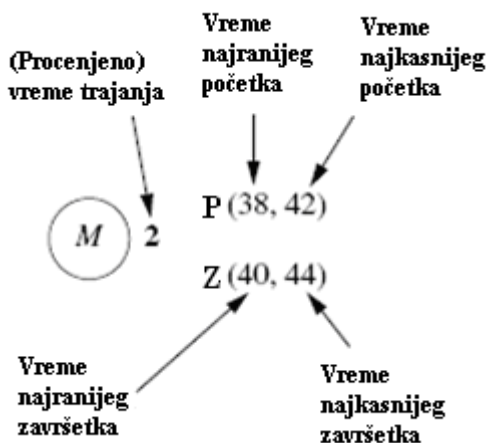 (Procenjeno)
vreme trajanja
Vreme
najranijeg
početka
Vreme
najkasnijeg
početka
M 2
P (38, 42)
Z (40, 44)
Vreme
najranijeg
završetka
Vreme
najkasnijeg
završetka